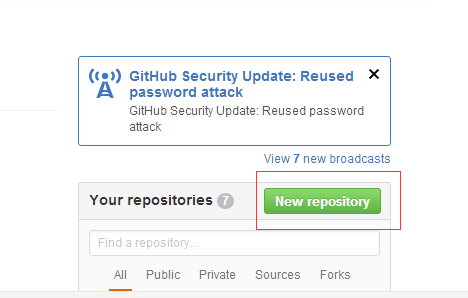 GitHub Security Update: Reused
password attack
GitHub Security Update: Reused password
attack
View 7 new broadcasts
Your repositories 7
New repository
Find a repository...
All Public Private Sources Forks